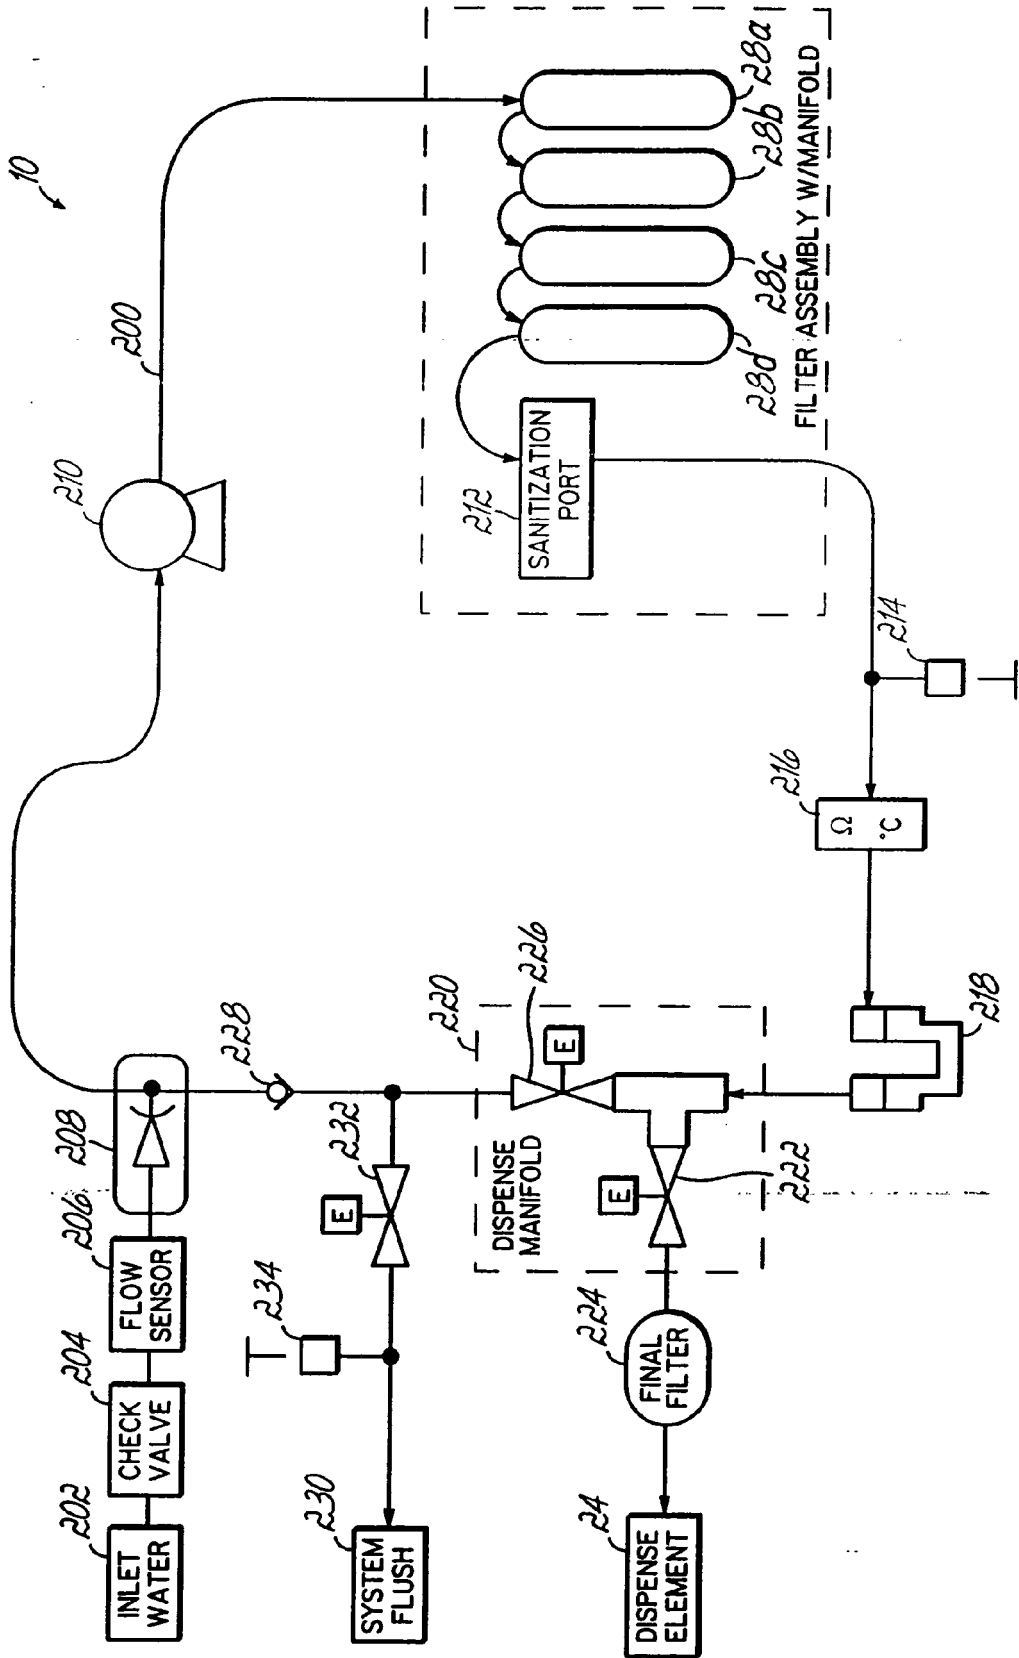 10
200
210
28a
28b
28c
28d
FILTER ASSEMBLY W/MANIFOLD
SANITIZATION
PORT
212
214
216
Ω
°C
218
220
226
E
DISPENSE
MANIFOLD
E
222
228
232
E
234
208
206
FLOW
SENSOR
204
CHECK
VALVE
202
INLET
WATER
230
SYSTEM
FLUSH
224
FINAL
FILTER
24
DISPENSE
ELEMENT